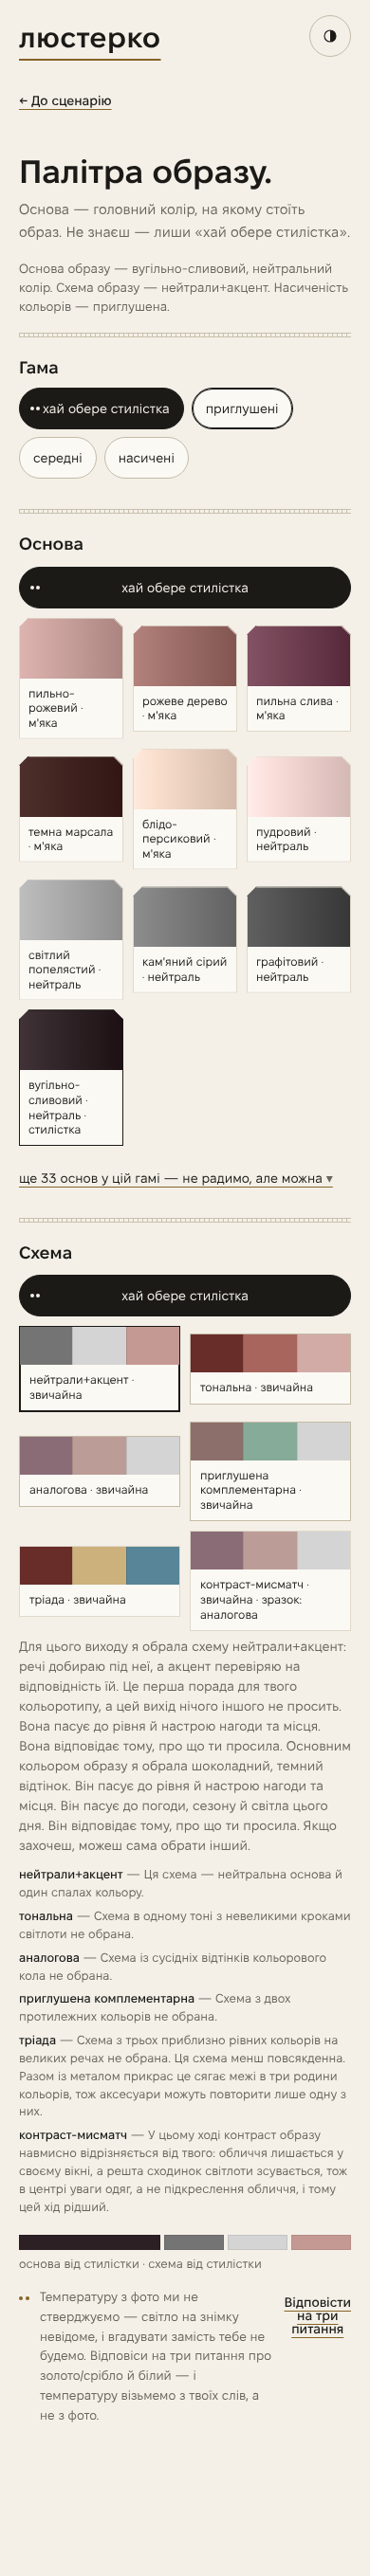 люстерко
← До сценарію
Палітра образу.
Основа — головний колір, на якому стоїть
образ. Не знаєш — лиши «хай обере стилістка».
Основа образу — вугільно-сливовий, нейтральний
колір. Схема образу — нейтрали+акцент. Насиченість
кольорів — приглушена.
Гама
хай обере стилістка
приглушені
середні
насичені
Основа
хай обере стилістка
пильно-
рожевий ·
м'яка
рожеве дерево
· м'яка
пильна слива ·
м'яка
темна марсала
· м'яка
блідо-
персиковий ·
м'яка
пудровий ·
нейтраль
світлий
попелястий ·
нейтраль
кам'яний сірий
· нейтраль
графітовий ·
нейтраль
вугільно-
сливовий ·
нейтраль ·
стилістка
ще 33 основ у цій гамі — не радимо, але можна ▾
Схема
хай обере стилістка
нейтрали+акцент ·
звичайна
тональна · звичайна
аналогова · звичайна
приглушена
комплементарна ·
звичайна
тріада · звичайна
контраст-мисматч ·
звичайна · зразок:
аналогова
Для цього виходу я обрала схему нейтрали+акцент:
речі добираю під неї, а акцент перевіряю на
відповідність їй. Це перша порада для твого
кольоротипу, а цей вихід нічого іншого не просить.
Вона пасує до рівня й настрою нагоди та місця.
Вона відповідає тому, про що ти просила. Основним
кольором образу я обрала шоколадний, темний
відтінок. Він пасує до рівня й настрою нагоди та
місця. Він пасує до погоди, сезону й світла цього
дня. Він відповідає тому, про що ти просила. Якщо
захочеш, можеш сама обрати інший.
нейтрали+акцент — Ця схема — нейтральна основа й
один спалах кольору.
тональна — Схема в одному тоні з невеликими кроками
світлоти не обрана.
аналогова — Схема із сусідніх відтінків кольорового
кола не обрана.
приглушена комплементарна — Схема з двох
протилежних кольорів не обрана.
тріада — Схема з трьох приблизно рівних кольорів на
великих речах не обрана. Ця схема менш повсякденна.
Разом із металом прикрас це сягає межі в три родини
кольорів, тож аксесуари можуть повторити лише одну з
них.
контраст-мисматч — У цьому ході контраст образу
навмисно відрізняється від твого: обличчя лишається у
своєму вікні, а решта сходинок світлоти зсувається, тож
в центрі уваги одяг, а не підкреслення обличчя, і тому
цей хід рідший.
основа від стилістки · схема від стилістки
Температуру з фото ми не
стверджуємо — світло на знімку
невідоме, і вгадувати замість тебе не
будемо. Відповіси на три питання про
золото/срібло й білий — і
температуру візьмемо з твоїх слів, а
не з фото.
Відповісти
на три
питання